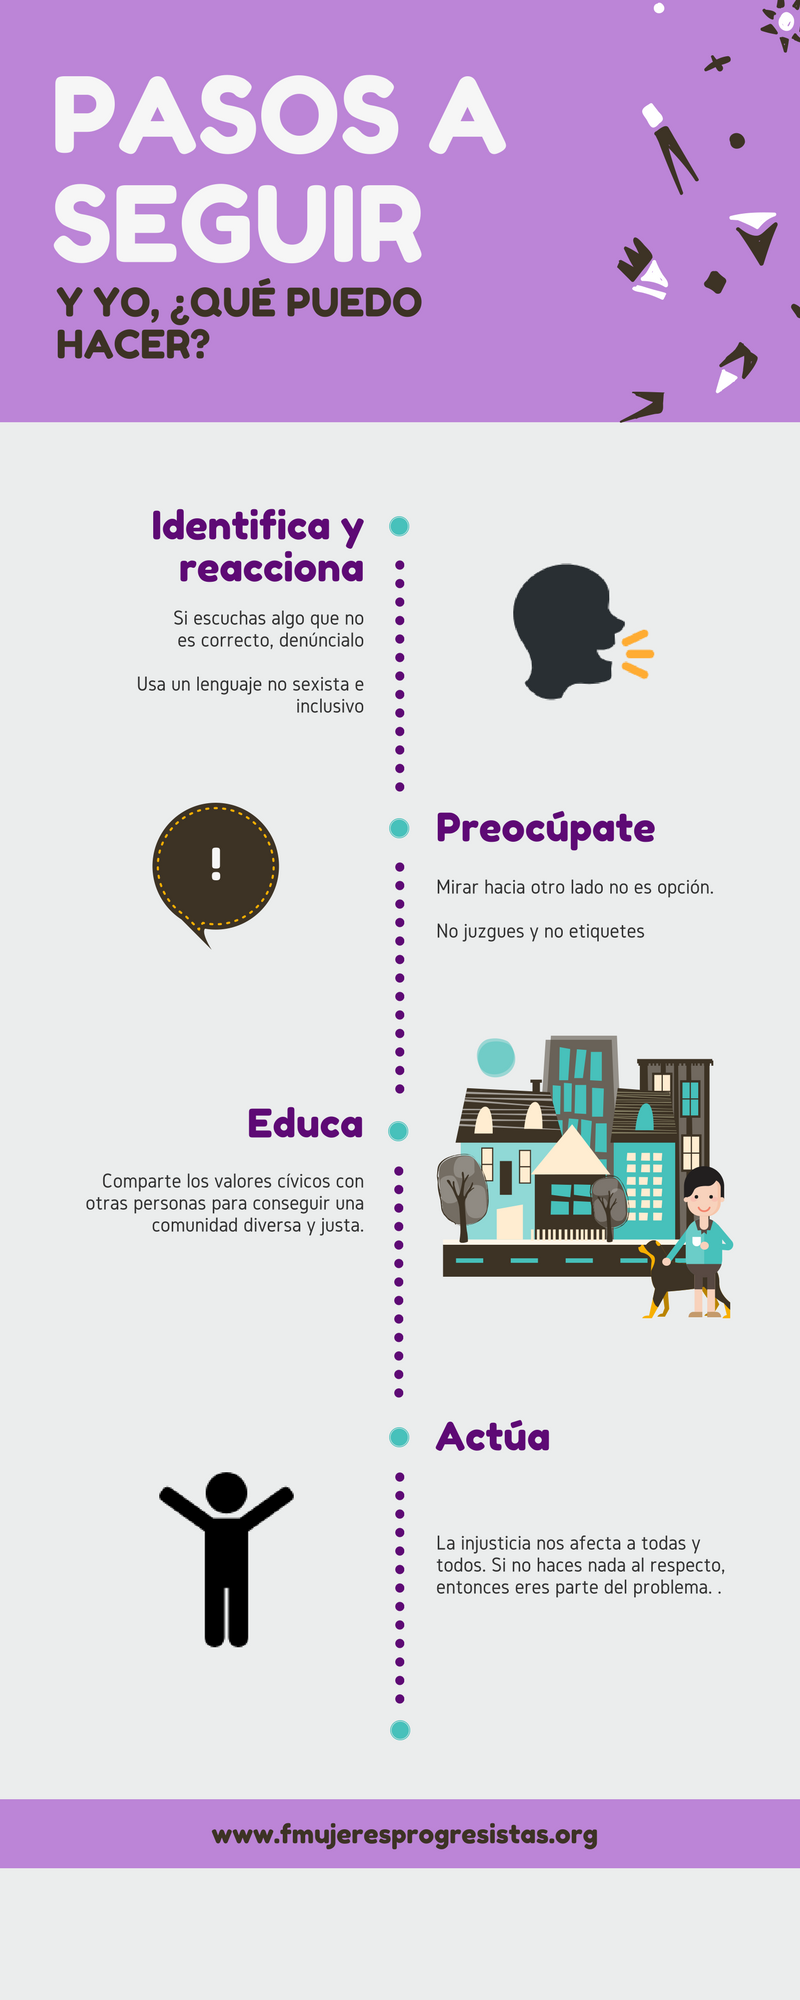 PASOS A
SEGUIR
Y YO, ¿QUÉ PUEDO
HACER?
Identifica y
reacciona
Si escuchas algo que no
es correcto, denúncialo
Usa un lenguaje no sexista e
inclusivo
!
Preocúpate
Mirar hacia otro lado no es opción.
No juzgues y no etiquetes
Educa
Comparte los valores cívicos con
otras personas para conseguir una
comunidad diversa y justa.
Actúa
La injusticia nos afecta a todas y
todos. Si no haces nada al respecto,
entonces eres parte del problema. .
www.fmujeresprogresistas.org